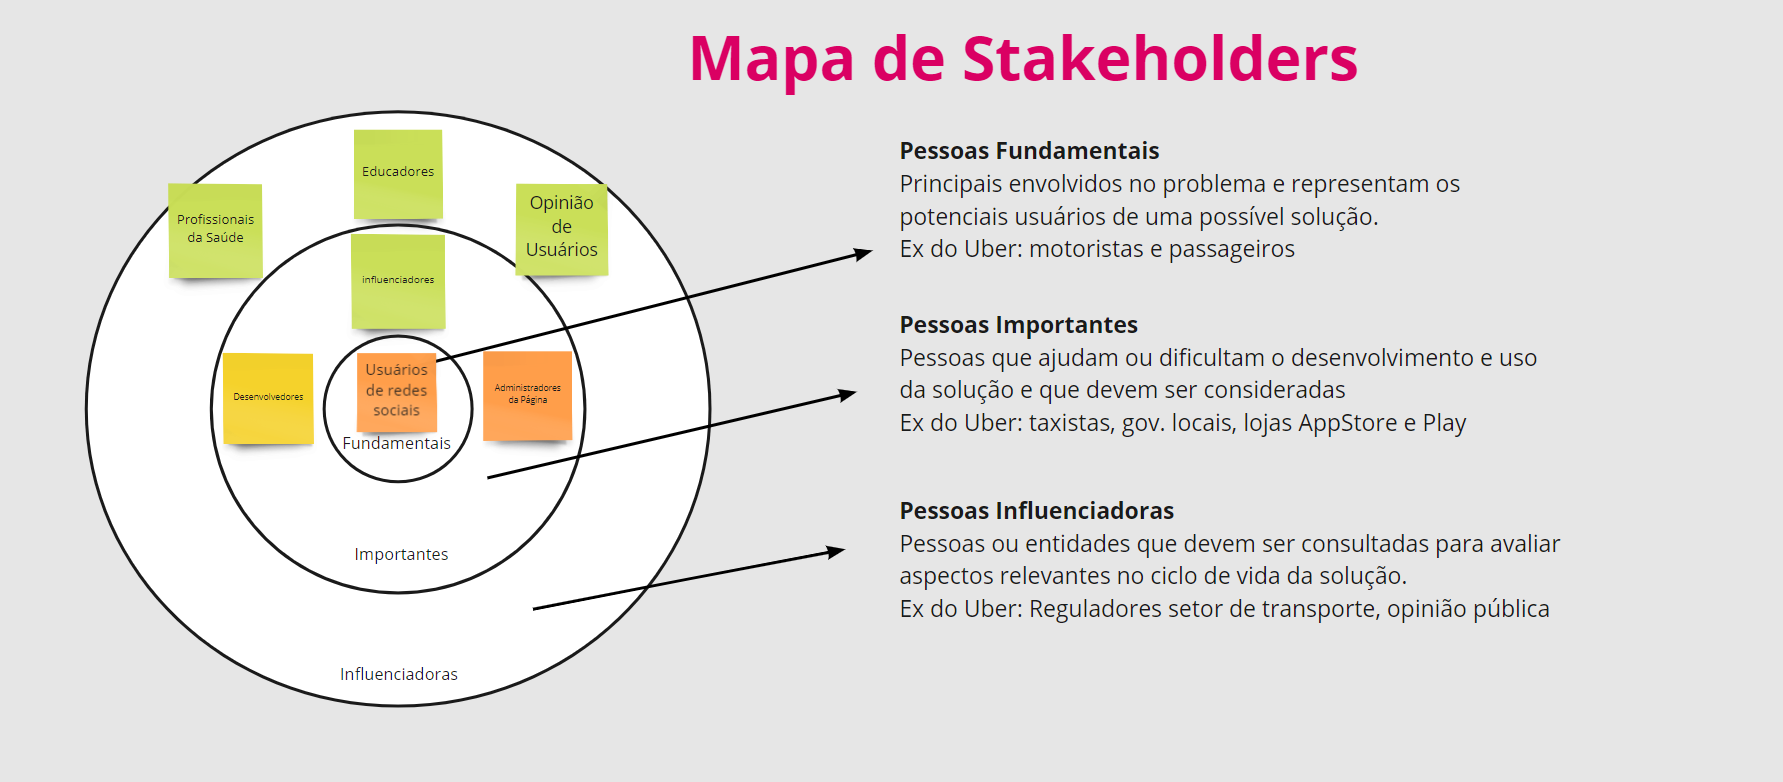 Mapa de Stakeholders
Educadores
Profissionais
da Saúde
Opinião
de
Usuários
influenciadores
Desenvolvedores
Usuários
de redes
sociais
Administradores
da Página
Fundamentais
Importantes
Influenciadoras
Pessoas Fundamentais
Principais envolvidos no problema e representam os
potenciais usuários de uma possível solução.
Ex do Uber: motoristas e passageiros
Pessoas Importantes
Pessoas que ajudam ou dificultam o desenvolvimento e uso
da solução e que devem ser consideradas
Ex do Uber: taxistas, gov. locais, lojas AppStore e Play
Pessoas Influenciadoras
Pessoas ou entidades que devem ser consultadas para avaliar
aspectos relevantes no ciclo de vida da solução.
Ex do Uber: Reguladores setor de transporte, opinião pública